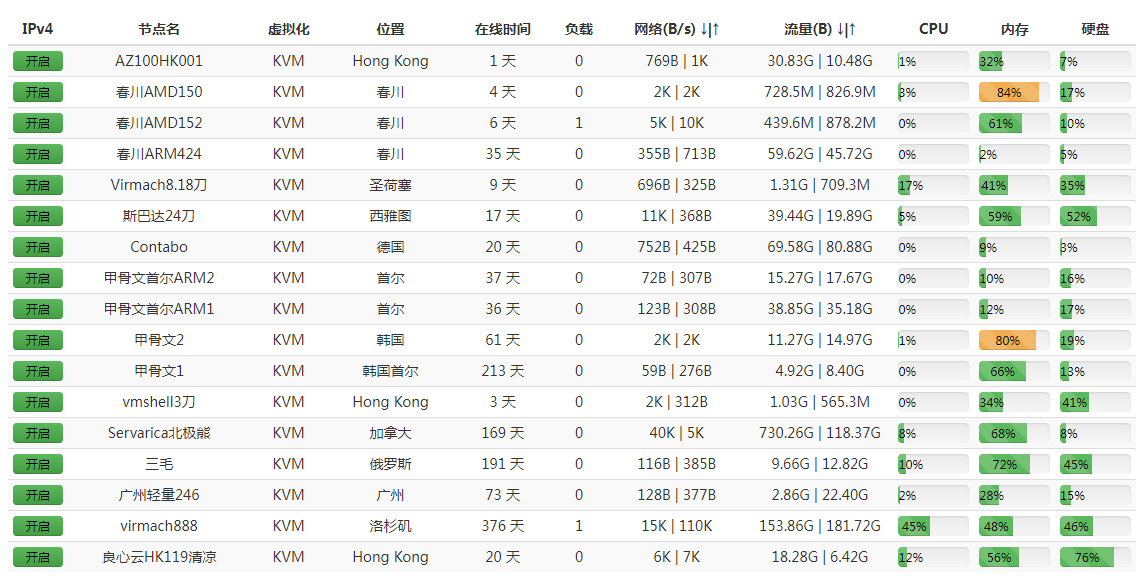 IPv4 节点名 虚拟化 位置 在线时间 负载 网络(B/s) ↓|↑ 流量(B) ↓|↑ CPU 内存 硬盘
开启 AZ100HK001 KVM Hong Kong 1 天 0 769B | 1K 30.83G | 10.48G 1% 32% 7%
开启 春川AMD150 KVM 春川 4 天 0 2K | 2K 728.5M | 826.9M 3% 84% 17%
开启 春川AMD152 KVM 春川 6 天 1 5K | 10K 439.6M | 878.2M 0% 61% 10%
开启 春川ARM424 KVM 春川 35 天 0 355B | 713B 59.62G | 45.72G 0% 2% 5%
开启 Virmach8.18刀 KVM 圣荷塞 9 天 0 696B | 325B 1.31G | 709.3M 17% 41% 35%
开启 斯巴达24刀 KVM 西雅图 17 天 0 11K | 368B 39.44G | 19.89G 5% 59% 52%
开启 Contabo KVM 德国 20 天 0 752B | 425B 69.58G | 80.88G 0% 9% 3%
开启 甲骨文首尔ARM2 KVM 首尔 37 天 0 72B | 307B 15.27G | 17.67G 0% 10% 16%
开启 甲骨文首尔ARM1 KVM 首尔 36 天 0 123B | 308B 38.85G | 35.18G 0% 12% 17%
开启 甲骨文2 KVM 韩国 61 天 0 2K | 2K 11.27G | 14.97G 1% 80% 19%
开启 甲骨文1 KVM 韩国首尔 213 天 0 59B | 276B 4.92G | 8.40G 0% 66% 13%
开启 vmshell3刀 KVM Hong Kong 3 天 0 2K | 312B 1.03G | 565.3M 0% 34% 41%
开启 Servarica北极熊 KVM 加拿大 169 天 0 40K | 5K 730.26G | 118.37G 8% 68% 8%
开启 三毛 KVM 俄罗斯 191 天 0 116B | 385B 9.66G | 12.82G 10% 72% 45%
开启 广州轻量246 KVM 广州 73 天 0 128B | 377B 2.86G | 22.40G 2% 28% 15%
开启 virmach888 KVM 洛杉矶 376 天 1 15K | 110K 153.86G | 181.72G 45% 48% 46%
开启 良心云HK119清凉 KVM Hong Kong 20 天 0 6K | 7K 18.28G | 6.42G 12% 56% 76%